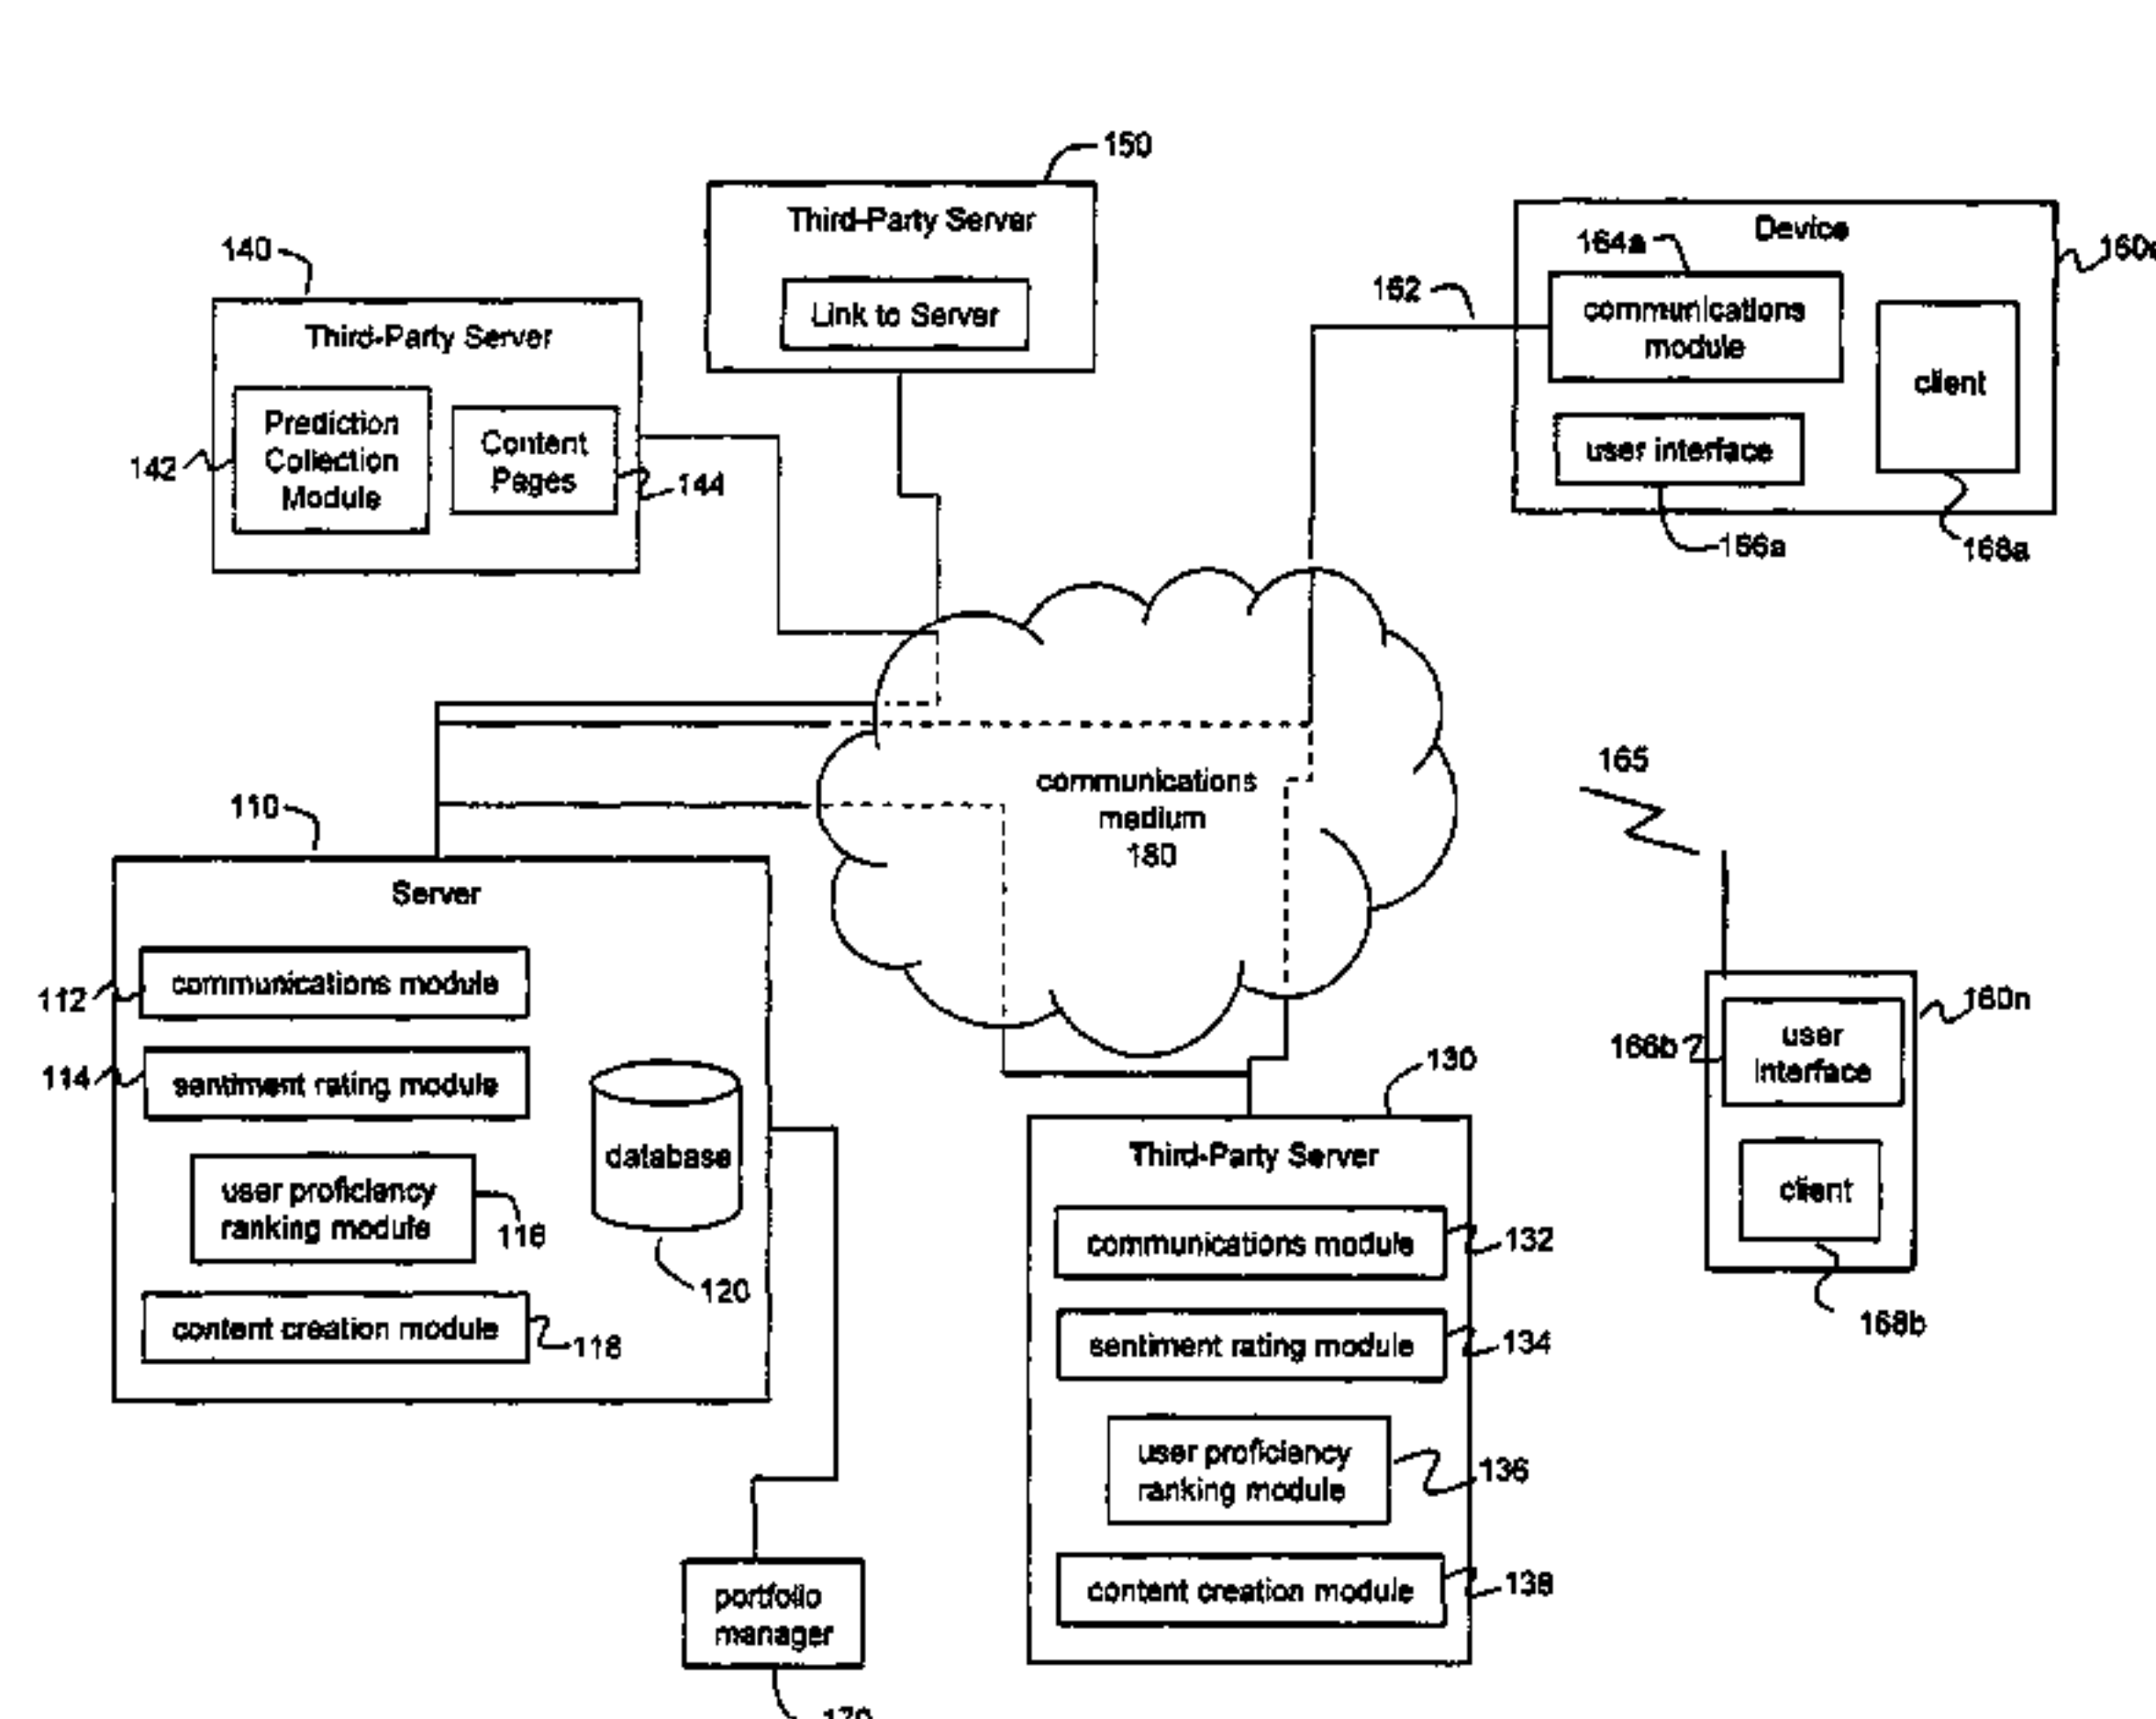 150
Third-Party Server
Link to Server
140
Third-Party Server
Prediction
Collection
Module
142
Content
Pages
144
Device
164a
communications
module
162
client
user interface
166a
168a
communications
medium
180
165
110
Server
112
communications module
114
sentiment rating module
user proficiency
ranking module
116
database
120
content creation module
118
portfolio
manager
130
Third-Party Server
communications module
132
sentiment rating module
134
user proficiency
ranking module
136
content creation module
138
160n
166b
user
interface
client
168b